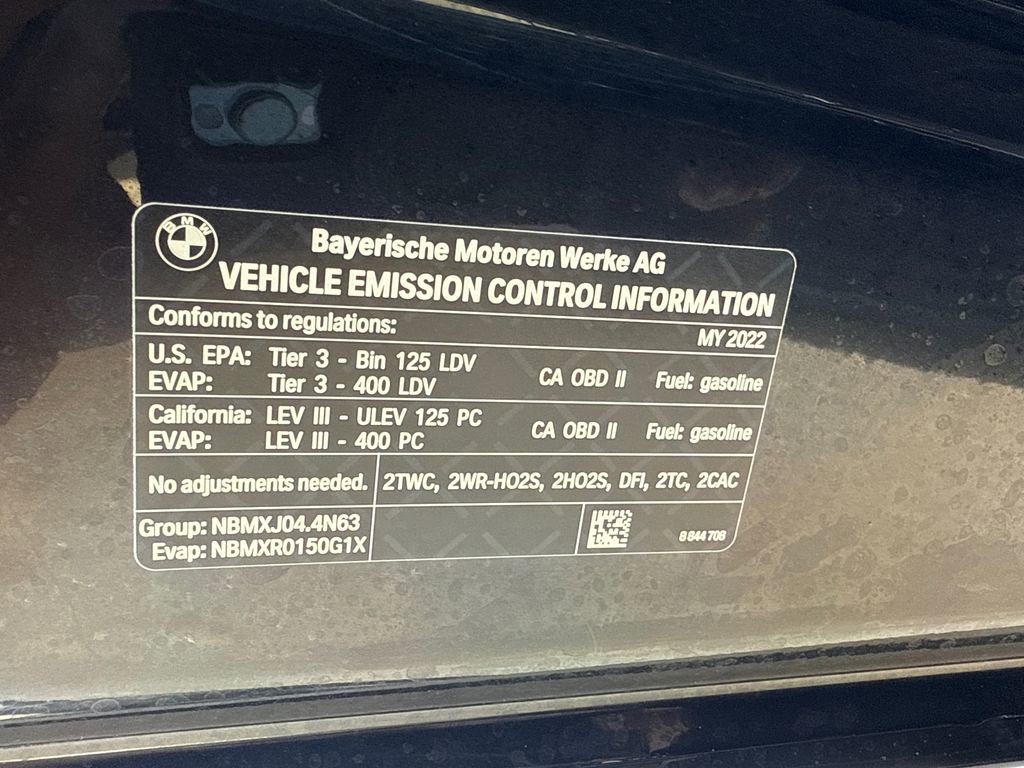 BMW
Bayerische Motoren Werke AG
VEHICLE EMISSION CONTROL INFORMATION
Conforms to regulations:
MY 2022
U.S. EPA: Tier 3 - Bin 125 LDV
EVAP: Tier 3 - 400 LDV
CA OBD II Fuel: gasoline
California: LEV III - ULEV 125 PC
EVAP: LEV III - 400 PC
CA OBD II Fuel: gasoline
No adjustments needed.
2TWC, 2WR-HO2S, 2HO2S, DFI, 2TC, 2CAC
Group: NBMXJ04.4N63
Evap: NBMXR0150G1X
8 844 708